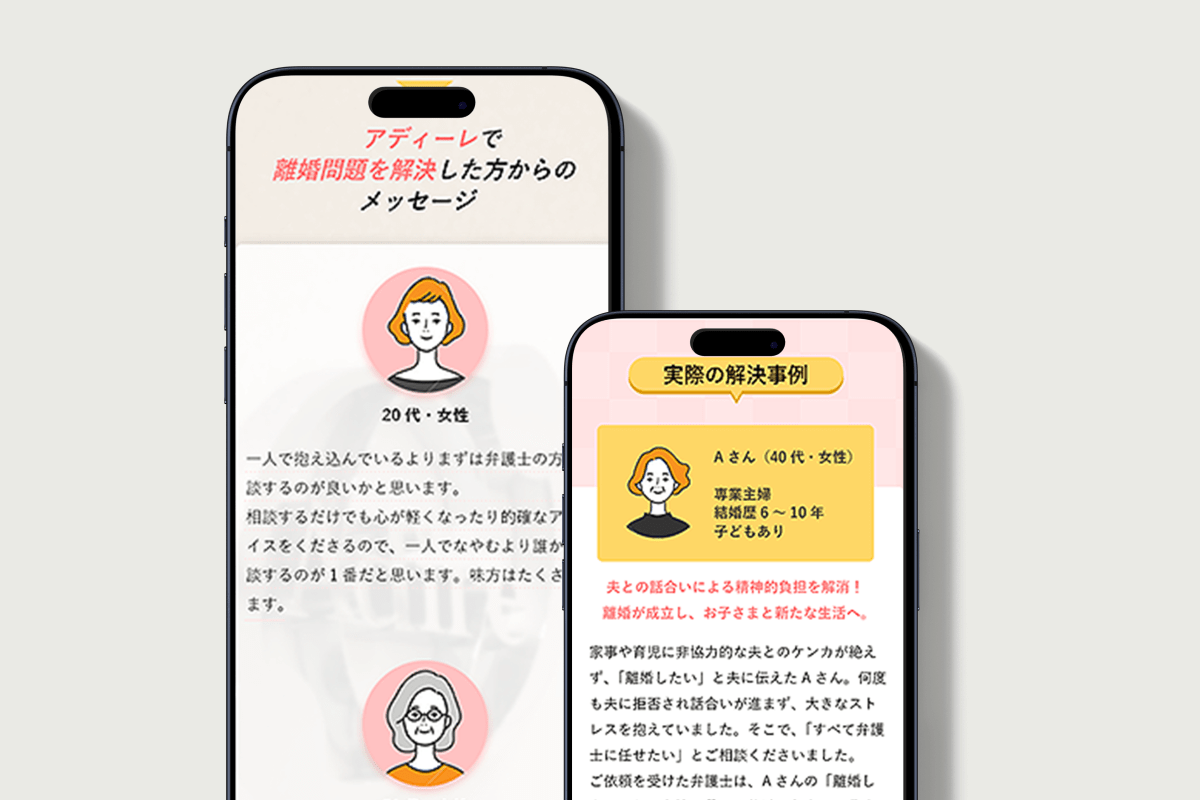 アディーレで
離婚問題を解決した方からの
メッセージ
20代・女性
一人で抱え込んでいるよりまずは弁護士の方
談するのが良いかと思います。
相談するだけでも心が軽くなったり的確なア
イスをくださるので、一人でなやむより誰か
談するのが1番だと思います。味方はたくさ
ます。
Adire
実際の解決事例
Aさん（40代・女性）
専業主婦
結婚歴6～10年
子どもあり
夫との話合いによる精神的負担を解消！
離婚が成立し、お子さまと新たな生活へ。
家事や育児に非協力的な夫とのケンカが絶え
ず、「離婚したい」と夫に伝えたAさん。何度
も夫に拒否され話合いが進まず、大きなスト
レスを抱えていました。そこで、「すべて弁護
士に任せたい」とご相談くださいました。
ご依頼を受けた弁護士は、Aさんの「離婚し